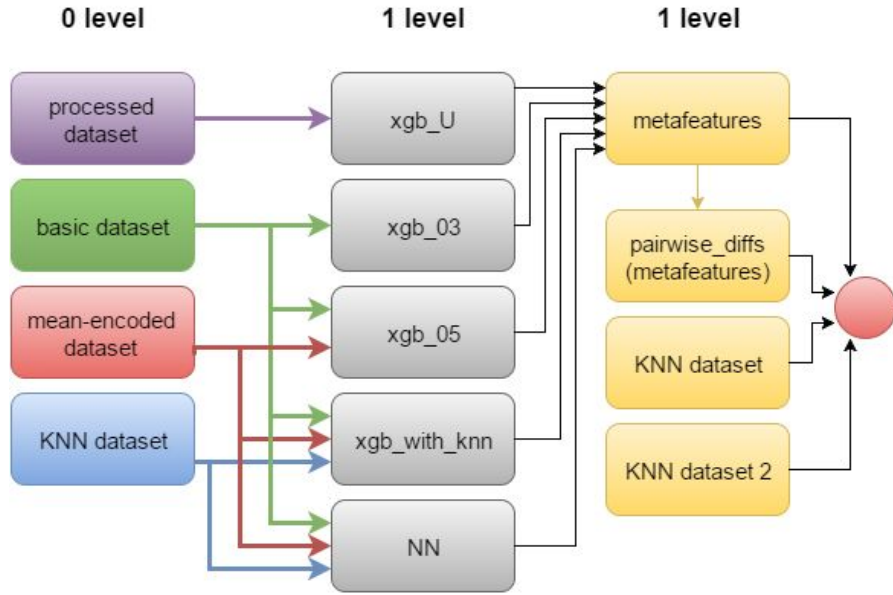 0 level
1 level
1 level
processed
dataset
basic dataset
mean-encoded
dataset
KNN dataset
xgb_U
xgb_03
xgb_05
xgb_with_knn
NN
metafeatures
pairwise_diffs
(metafeatures)
KNN dataset
KNN dataset 2